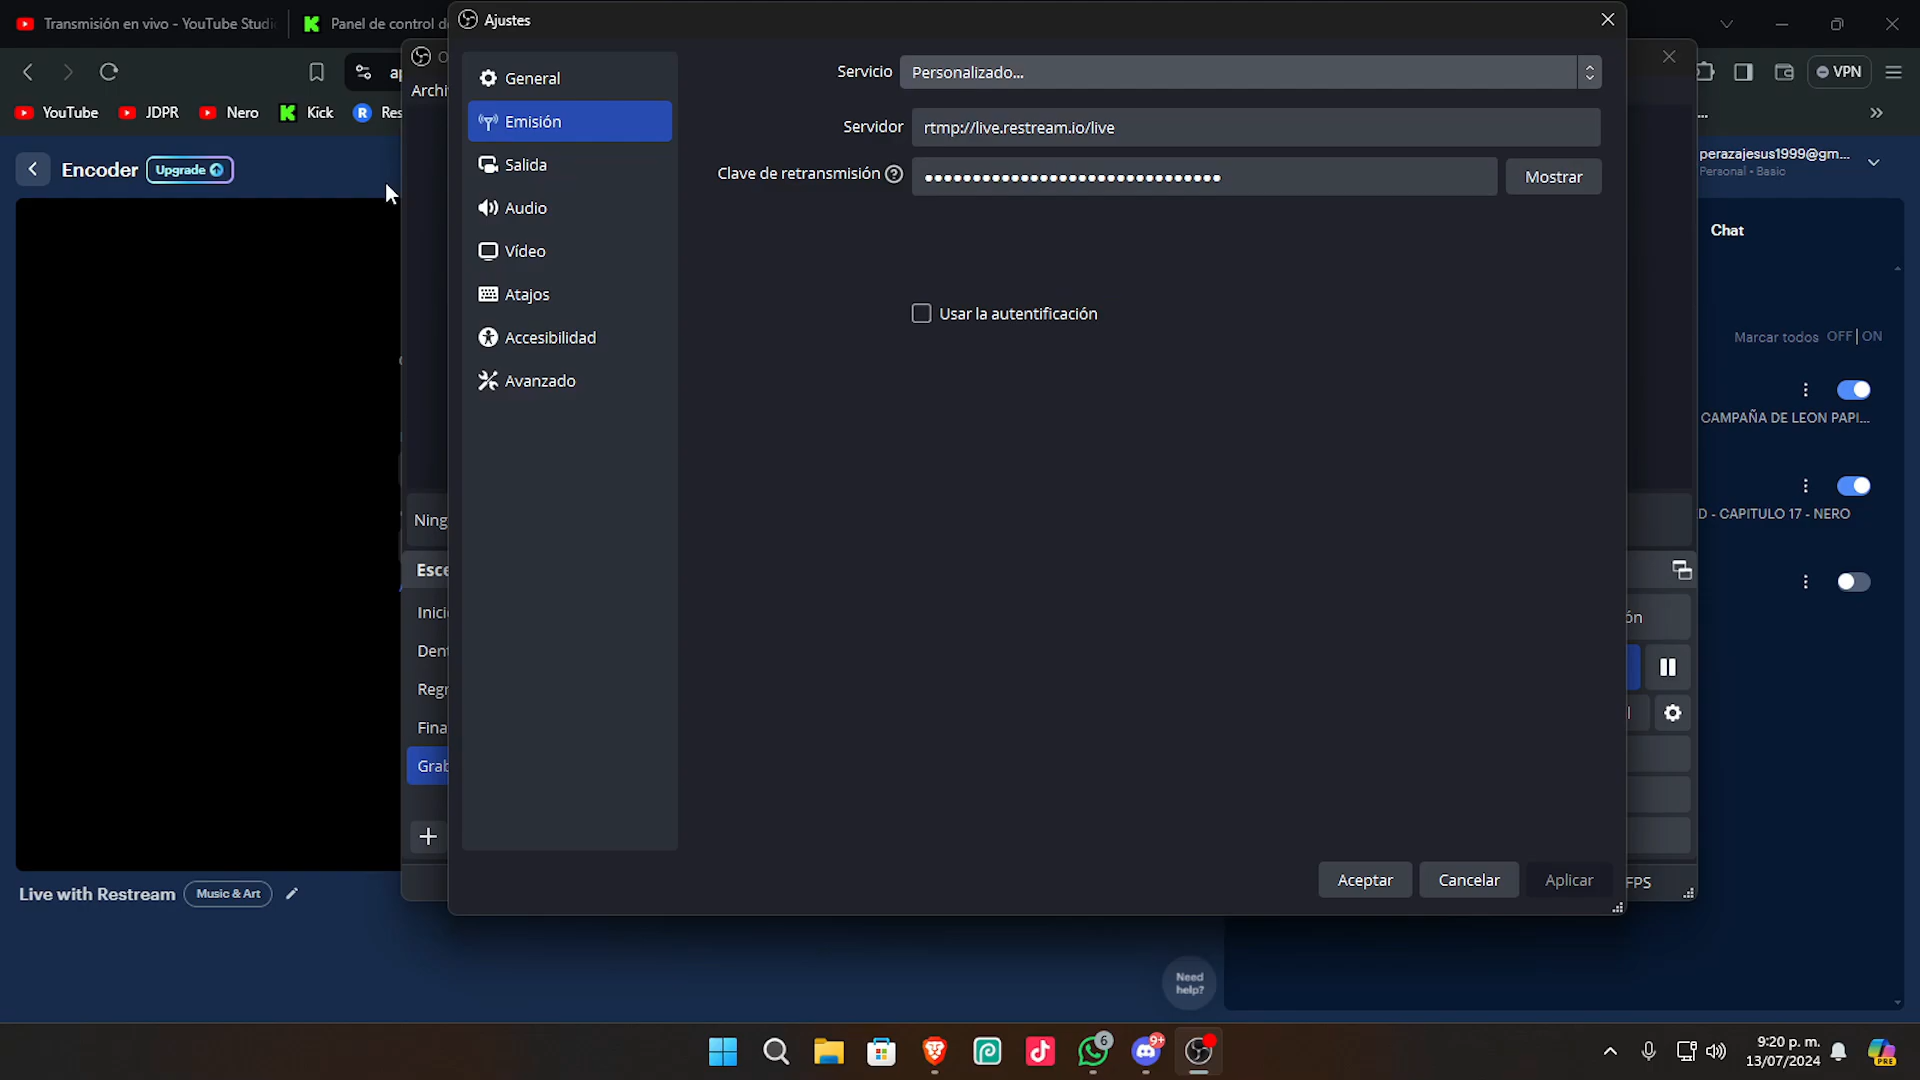 Transmisión en vivo - YouTube Studi
Panel de control d
Ajustes
YouTube
JDPR
Nero
Kick
Res
VPN
Archi
Encoder
Upgrade
General
Emisión
Salida
Audio
Vídeo
Atajos
Accesibilidad
Avanzado
Servicio
Personalizado...
Servidor
rtmp://live.restream.io/live
Clave de retransmisión
Mostrar
Usar la autentificación
perazajesus1999@gm...
Personal • Basic
Chat
Marcar todos OFF | ON
CAMPAÑA DE LEON PAPI...
D - CAPITULO 17 - NERO
Ning
Esce
Inici
Dent
Regr
Fina
Grab
ón
Aceptar
Cancelar
Aplicar
FPS
Live with Restream
Music & Art
Need
help?
6
9+
9:20 p. m.
13/07/2024
PRE